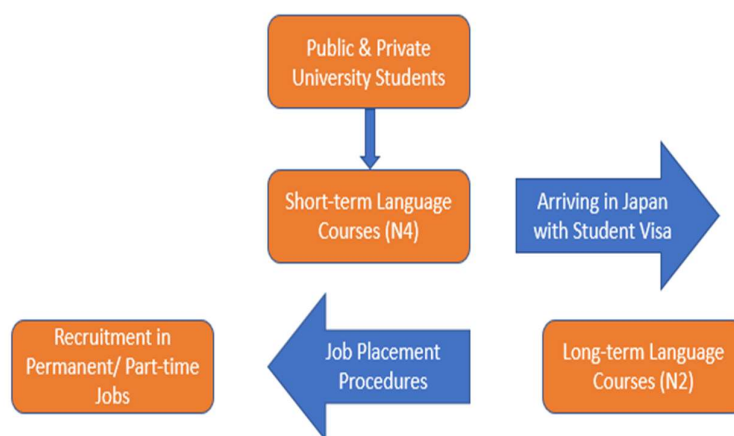 Public & Private
University Students
Short-term Language
Courses (N4)
Arriving in Japan
with Student Visa
Recruitment in
Permanent/ Part-time
Jobs
Job Placement
Procedures
Long-term Language
Courses (N2)